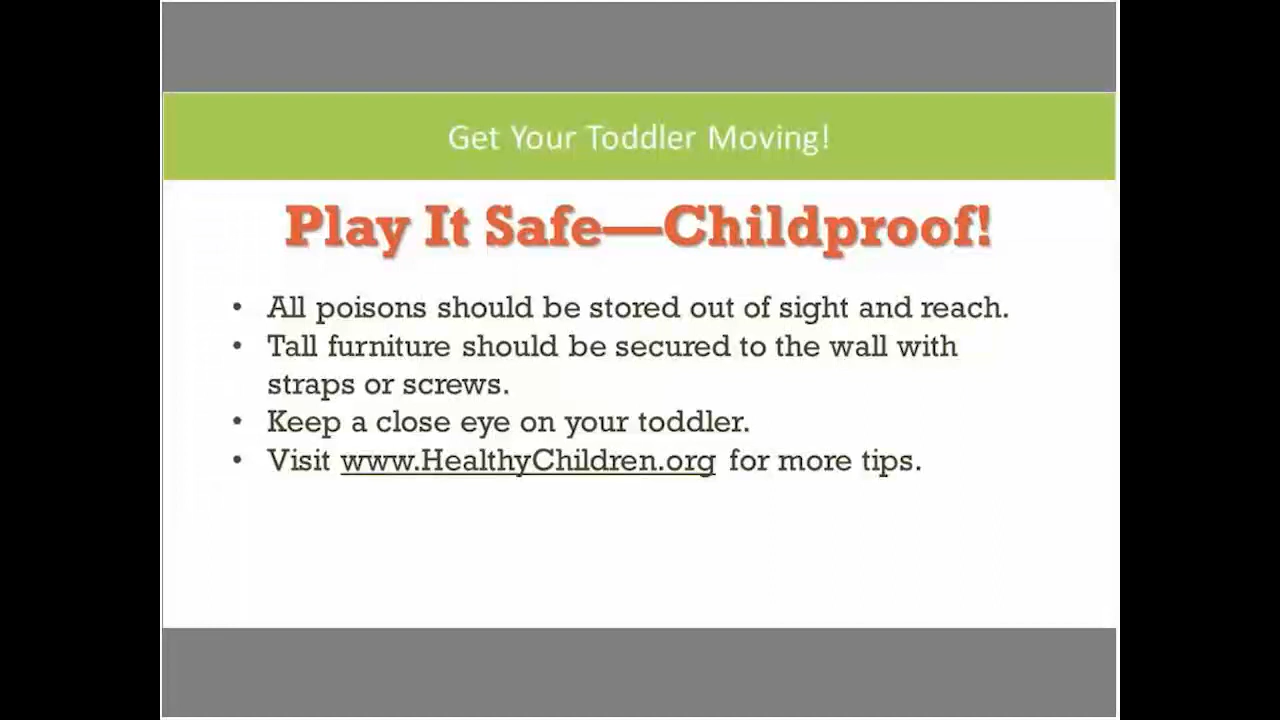 Get Your Toddler Moving!
Play It Safe—Childproof!
• All poisons should be stored out of sight and reach.
• Tall furniture should be secured to the wall with
straps or screws.
• Keep a close eye on your toddler.
• Visit www.HealthyChildren.org for more tips.